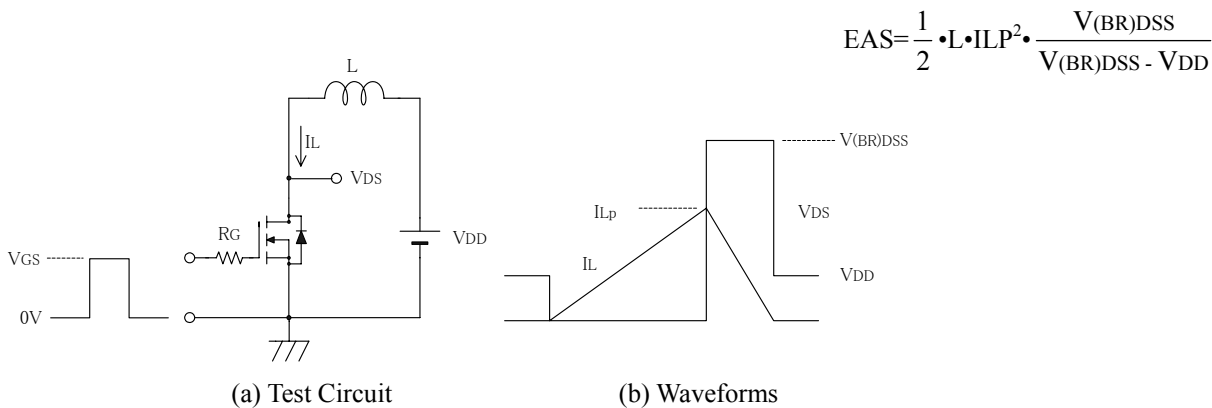 EAS=1/2•L•ILP²•V(BR)DSS/V(BR)DSS - VDD
L
IL
VDS
RG
VDD
VGS
0V
V(BR)DSS
ILp
VDS
IL
VDD
(a) Test Circuit
(b) Waveforms